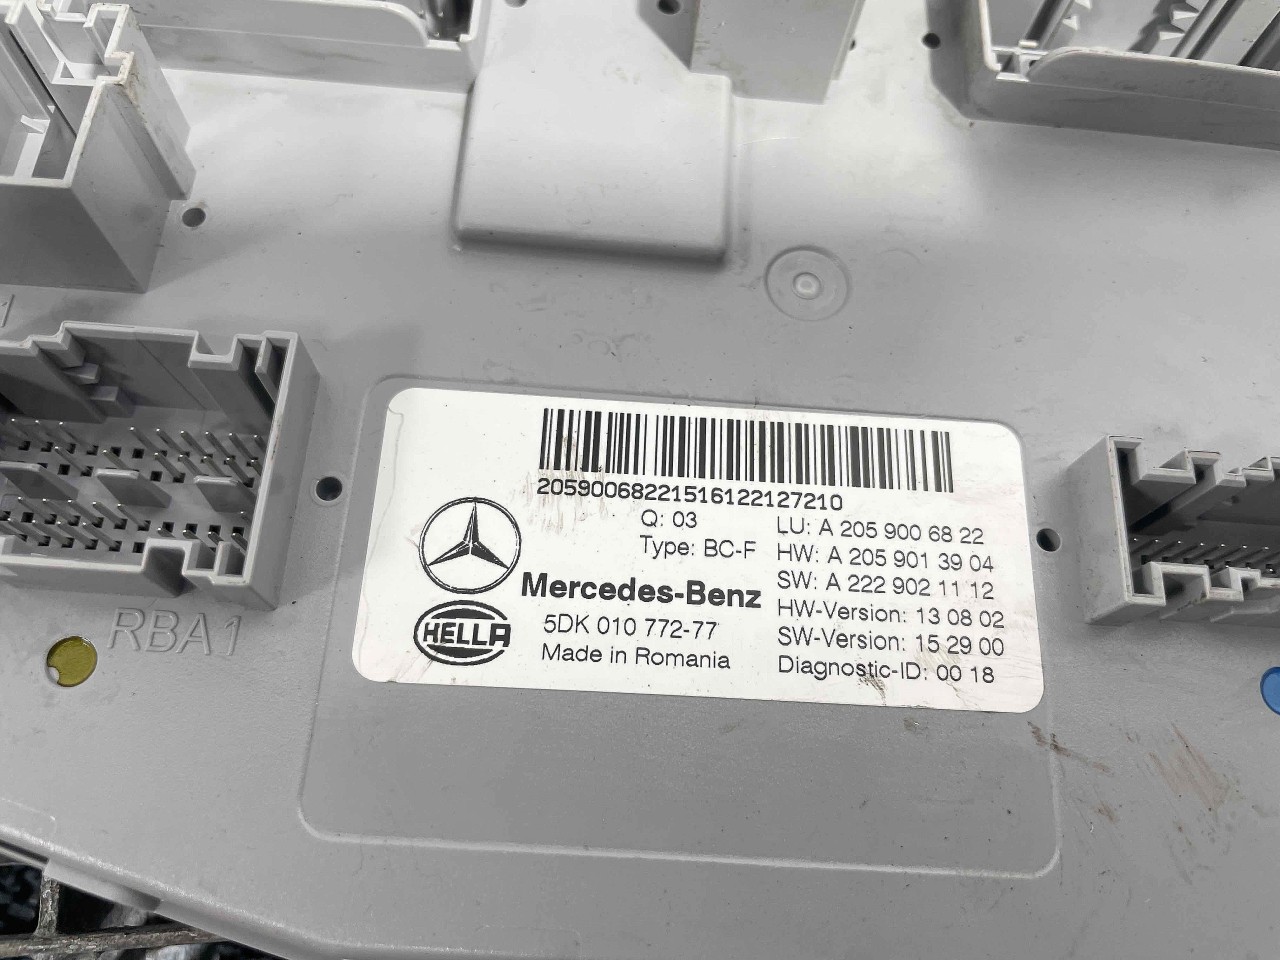 20590068221516122127210
Q: 03
LU: A 205 900 68 22
Type: BC-F
HW: A 205 901 39 04
SW: A 222 902 11 12
Mercedes-Benz
HW-Version: 13 08 02
HELLA
5DK 010 772-77
SW-Version: 15 29 00
Made in Romania
Diagnostic-ID: 00 18
RBA1